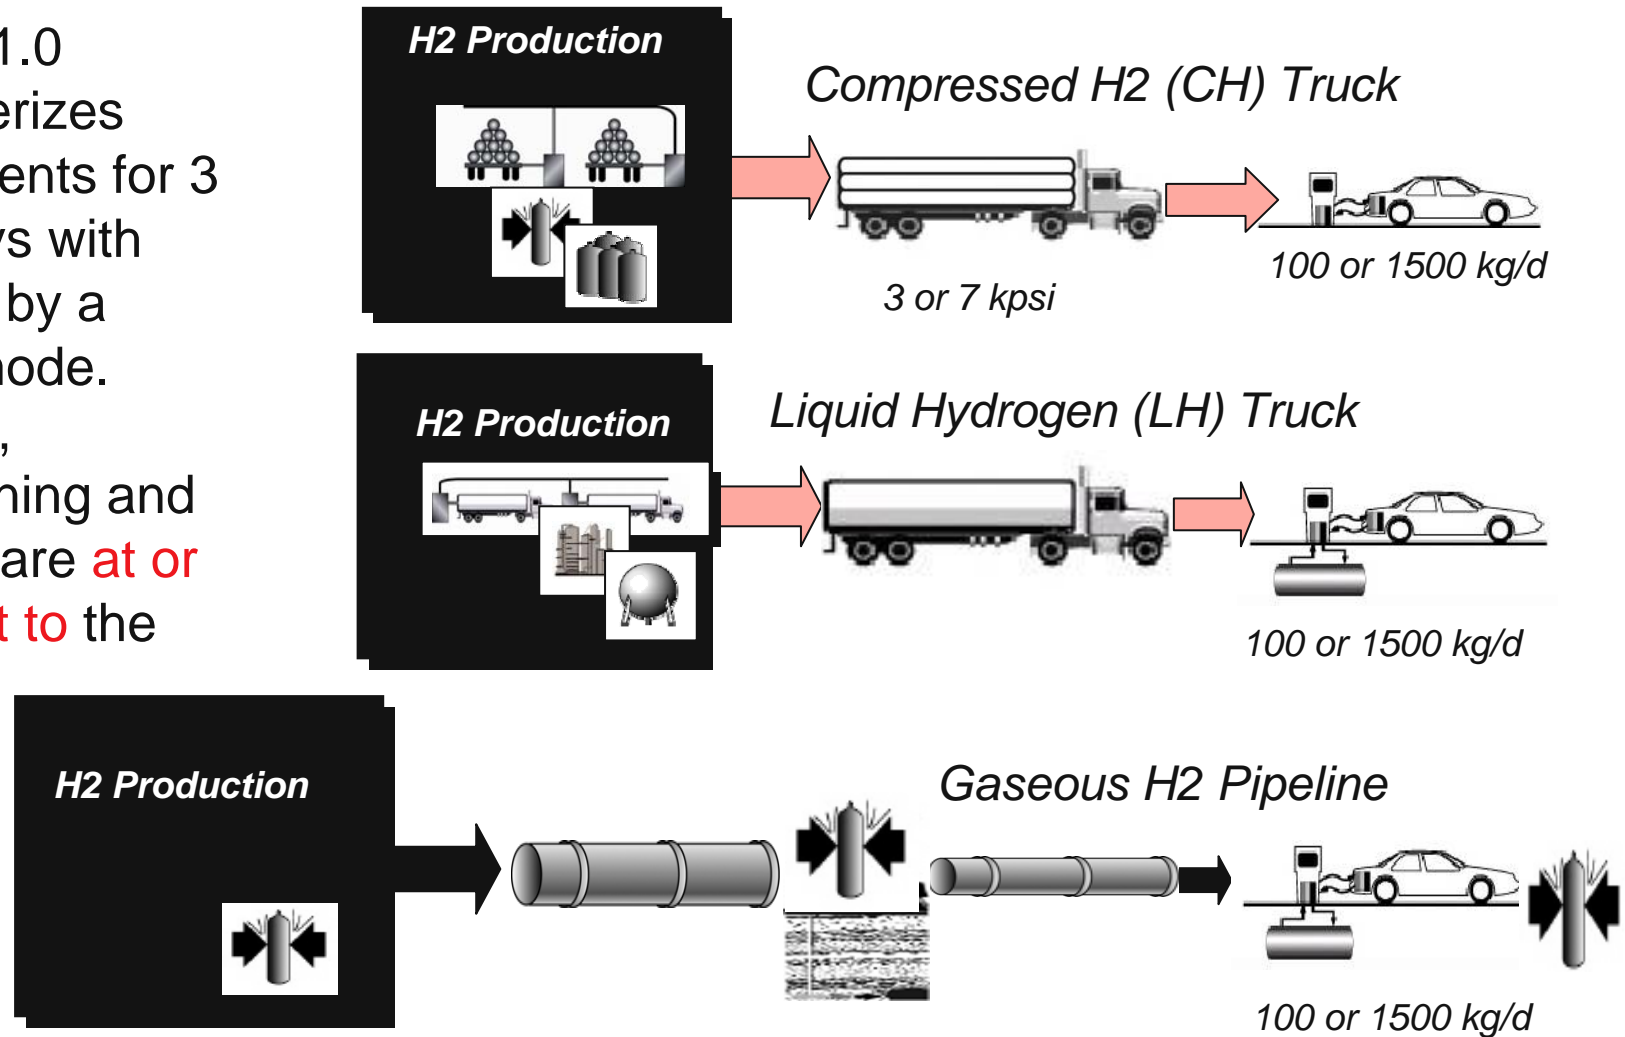 1.0
erizes
ents for 3
ys with
by a
node.
,
ning and
are at or
t to the
H2 Production
Compressed H2 (CH) Truck
3 or 7 kpsi
100 or 1500 kg/d
H2 Production
Liquid Hydrogen (LH) Truck
100 or 1500 kg/d
H2 Production
Gaseous H2 Pipeline
100 or 1500 kg/d